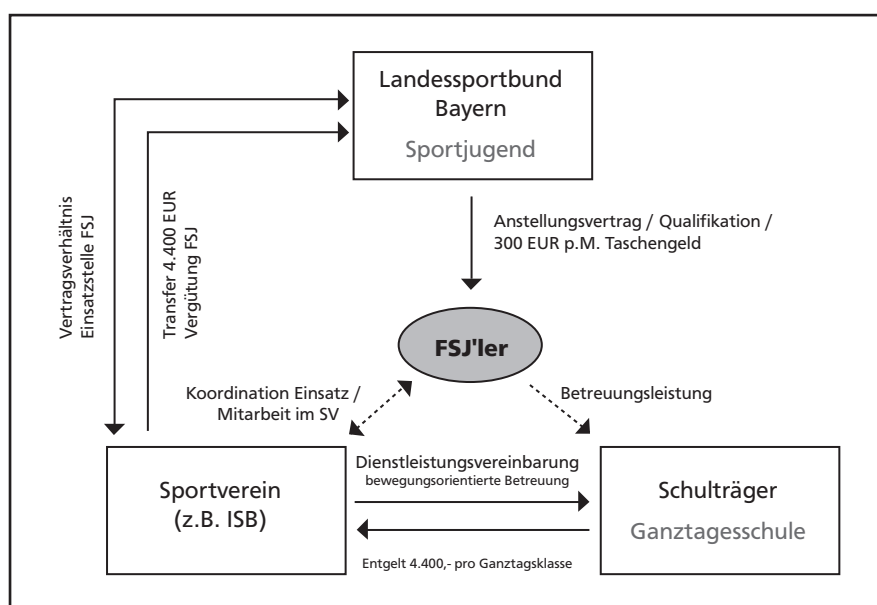 Landessportbund
Bayern
Sportjugend
Vertragsverhältnis
Einsatzstelle FSJ
Transfer 4.400 EUR
Vergütung FSJ
Anstellungsvertrag / Qualifikation /
300 EUR p.M. Taschengeld
FSJ'ler
Koordination Einsatz /
Mitarbeit im SV
Betreuungsleistung
Sportverein
(z.B. ISB)
Dienstleistungsvereinbarung
bewegungsorientierte Betreuung
Entgelt 4.400,- pro Ganztagsklasse
Schulträger
Ganztagesschule